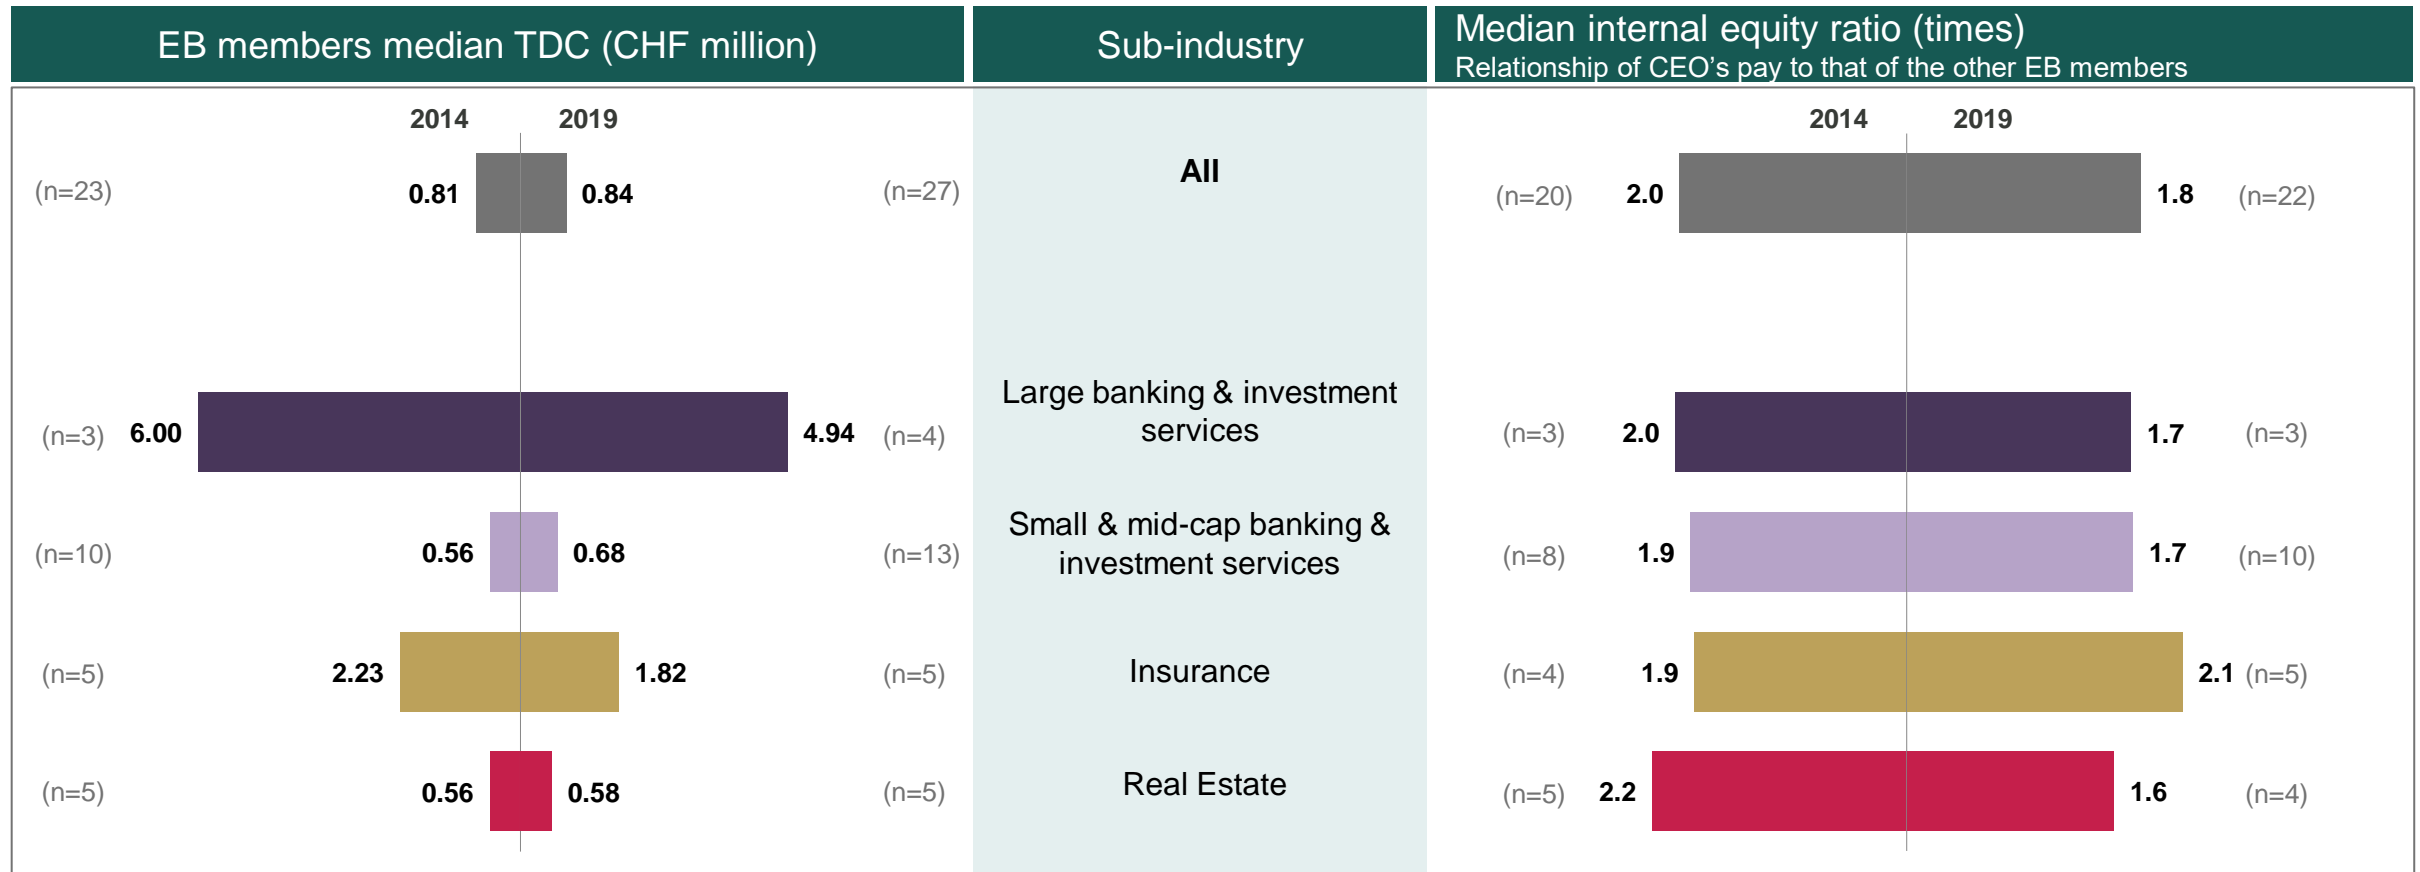 EB members median TDC (CHF million)
Sub-industry
Median internal equity ratio (times)
Relationship of CEO's pay to that of the other EB members
2014 2019
2014 2019
(n=23) 0.81 0.84 (n=27)
All
(n=20) 2.0 1.8 (n=22)
(n=3) 6.00 4.94 (n=4)
Large banking & investment
services
(n=3) 2.0 1.7 (n=3)
(n=10) 0.56 0.68 (n=13)
Small & mid-cap banking &
investment services
(n=8) 1.9 1.7 (n=10)
(n=5) 2.23 1.82 (n=5)
Insurance
(n=4) 1.9 2.1 (n=5)
(n=5) 0.56 0.58 (n=5)
Real Estate
(n=5) 2.2 1.6 (n=4)